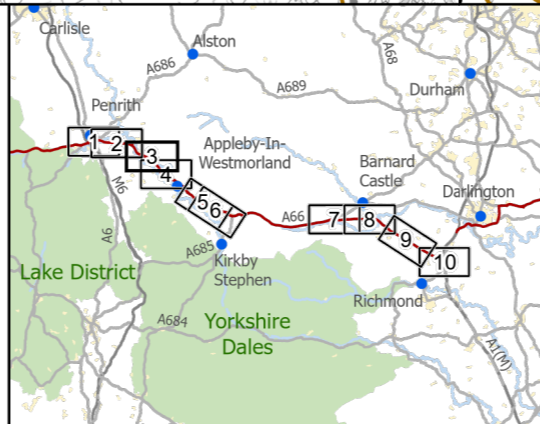 Carlisle
Alston
A68
A686
A689
Durham
Penrith
1
2
3
4
Appleby-In-
Westmorland
Barnard
Castle
Darlington
M6
5
6
A66
7
8
9
10
A6
A685
Kirkby
Stephen
Lake District
Richmond
A684
Yorkshire
Dales
A1(M)